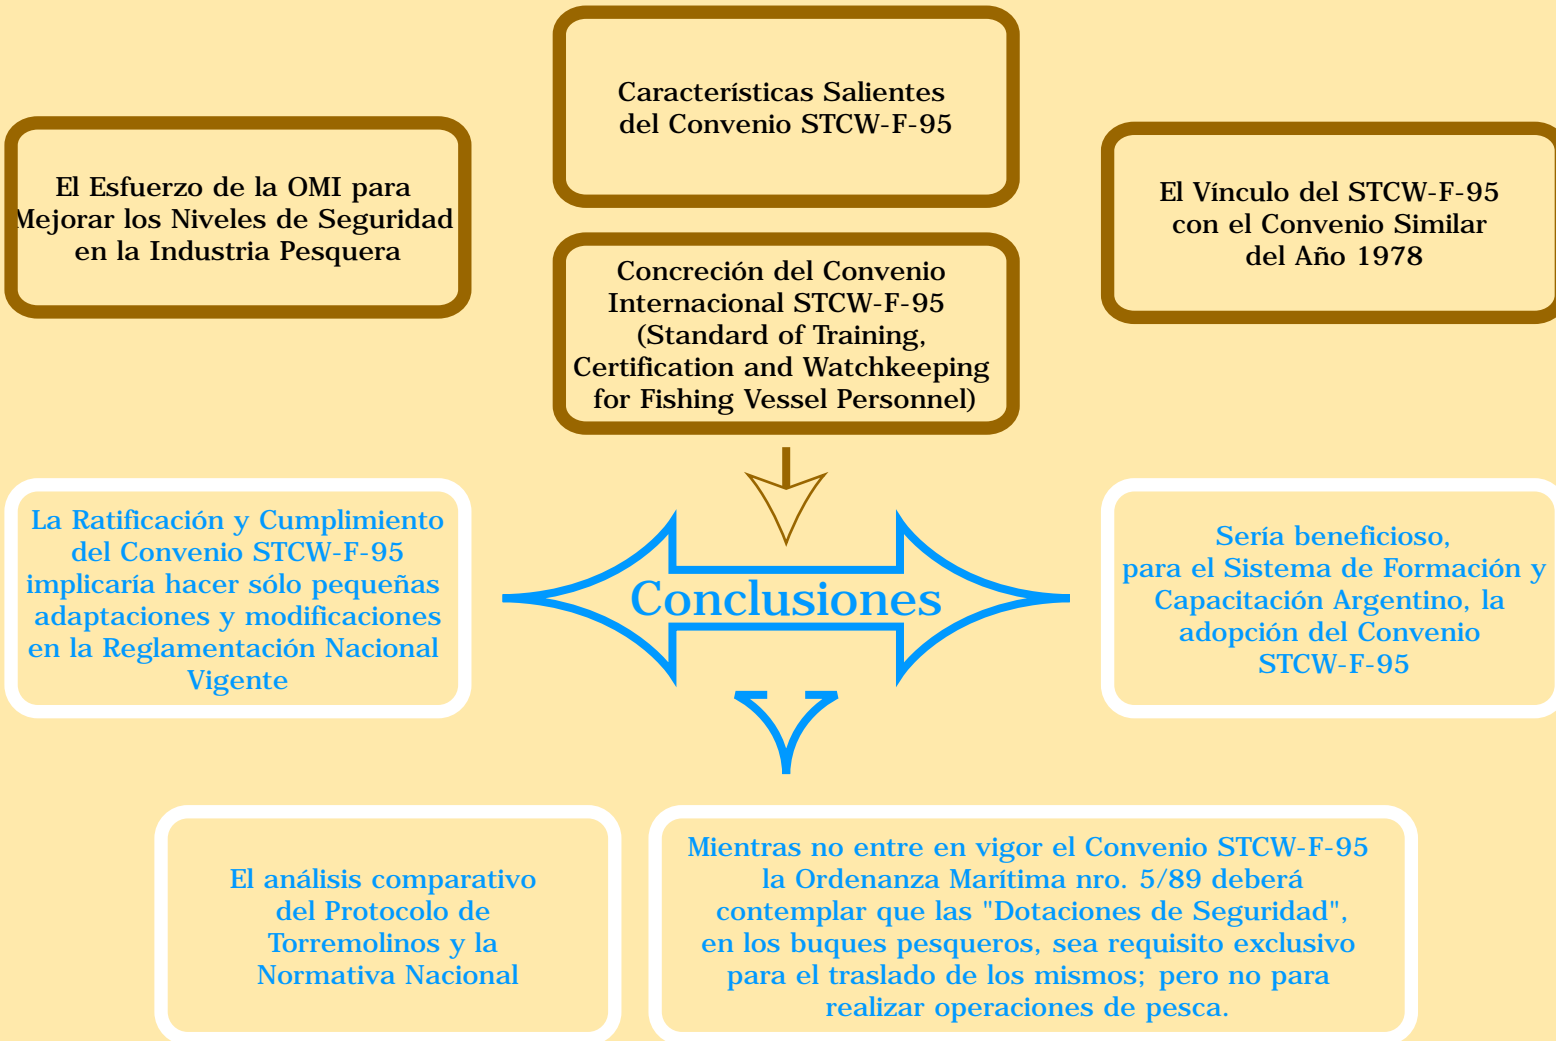 Características Salientes
del Convenio STCW-F-95
El Esfuerzo de la OMI para
Mejorar los Niveles de Seguridad
en la Industria Pesquera
El Vínculo del STCW-F-95
con el Convenio Similar
del Año 1978
Concreción del Convenio
Internacional STCW-F-95
(Standard of Training,
Certification and Watchkeeping
for Fishing Vessel Personnel)
La Ratificación y Cumplimiento
del Convenio STCW-F-95
implicaría hacer sólo pequeñas
adaptaciones y modificaciones
en la Reglamentación Nacional
Vigente
Conclusiones
Sería beneficioso,
para el Sistema de Formación y
Capacitación Argentino, la
adopción del Convenio
STCW-F-95
El análisis comparativo
del Protocolo de
Torremolinos y la
Normativa Nacional
Mientras no entre en vigor el Convenio STCW-F-95
la Ordenanza Marítima nro. 5/89 deberá
contemplar que las "Dotaciones de Seguridad",
en los buques pesqueros, sea requisito exclusivo
para el traslado de los mismos; pero no para
realizar operaciones de pesca.